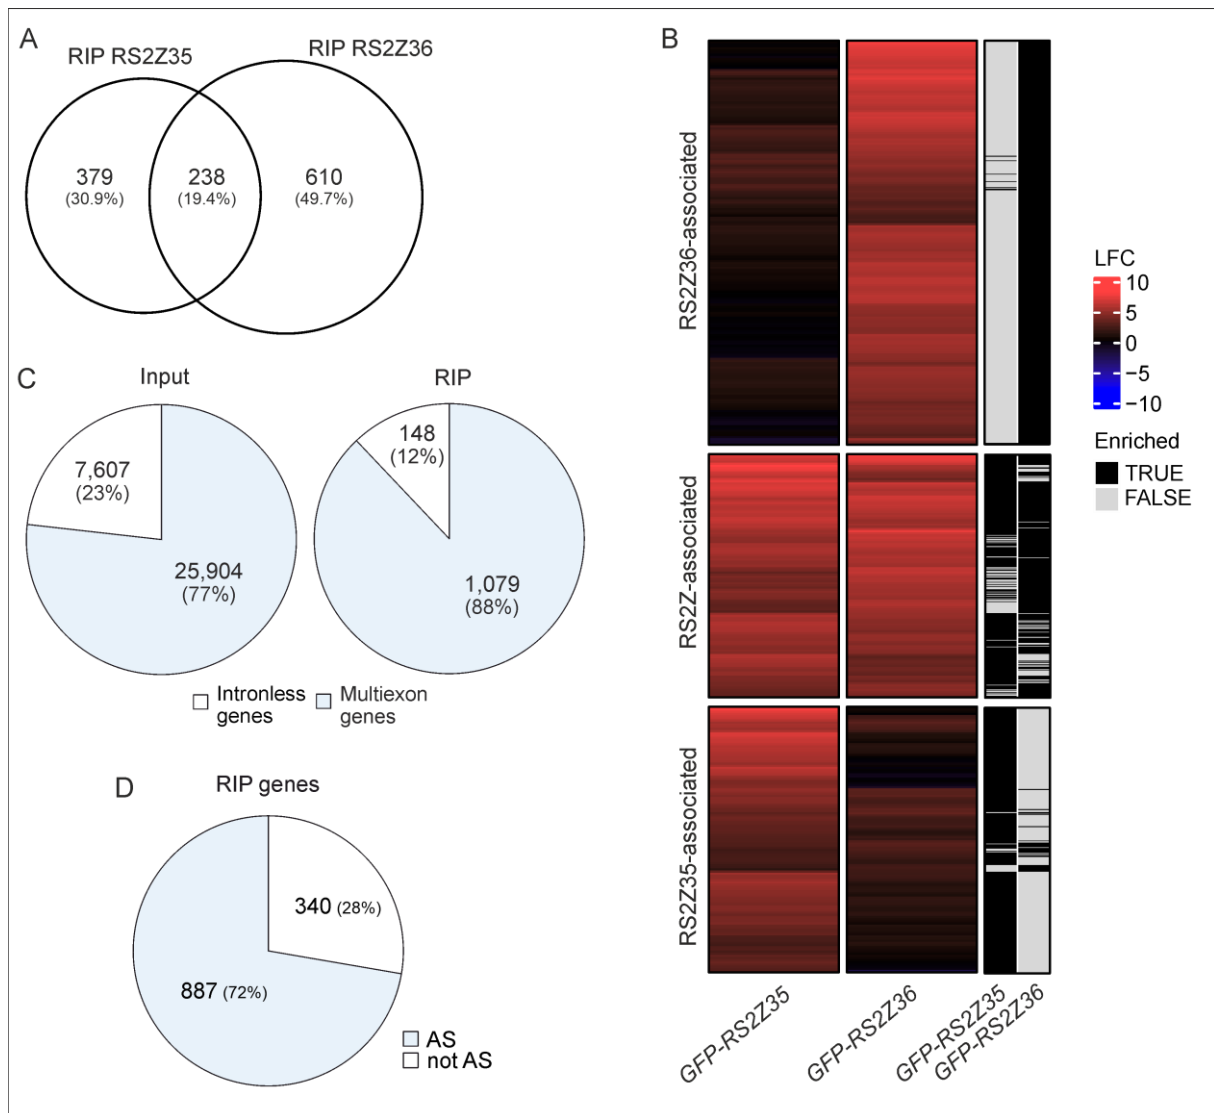 A
RIP RS2Z35
RIP RS2Z36
379
(30.9%)
238
(19.4%)
610
(49.7%)
B
RS2Z36-associated
RS2Z-associated
RS2Z35-associated
GFP-RS2Z35
GFP-RS2Z36
GFP-RS2Z35
GFP-RS2Z36
LFC
10
5
0
−5
−10
Enriched
TRUE
FALSE
C
Input
7,607
(23%)
25,904
(77%)
RIP
148
(12%)
1,079
(88%)
Intronless
genes
Multiexon
genes
D
RIP genes
340 (28%)
887 (72%)
AS
not AS